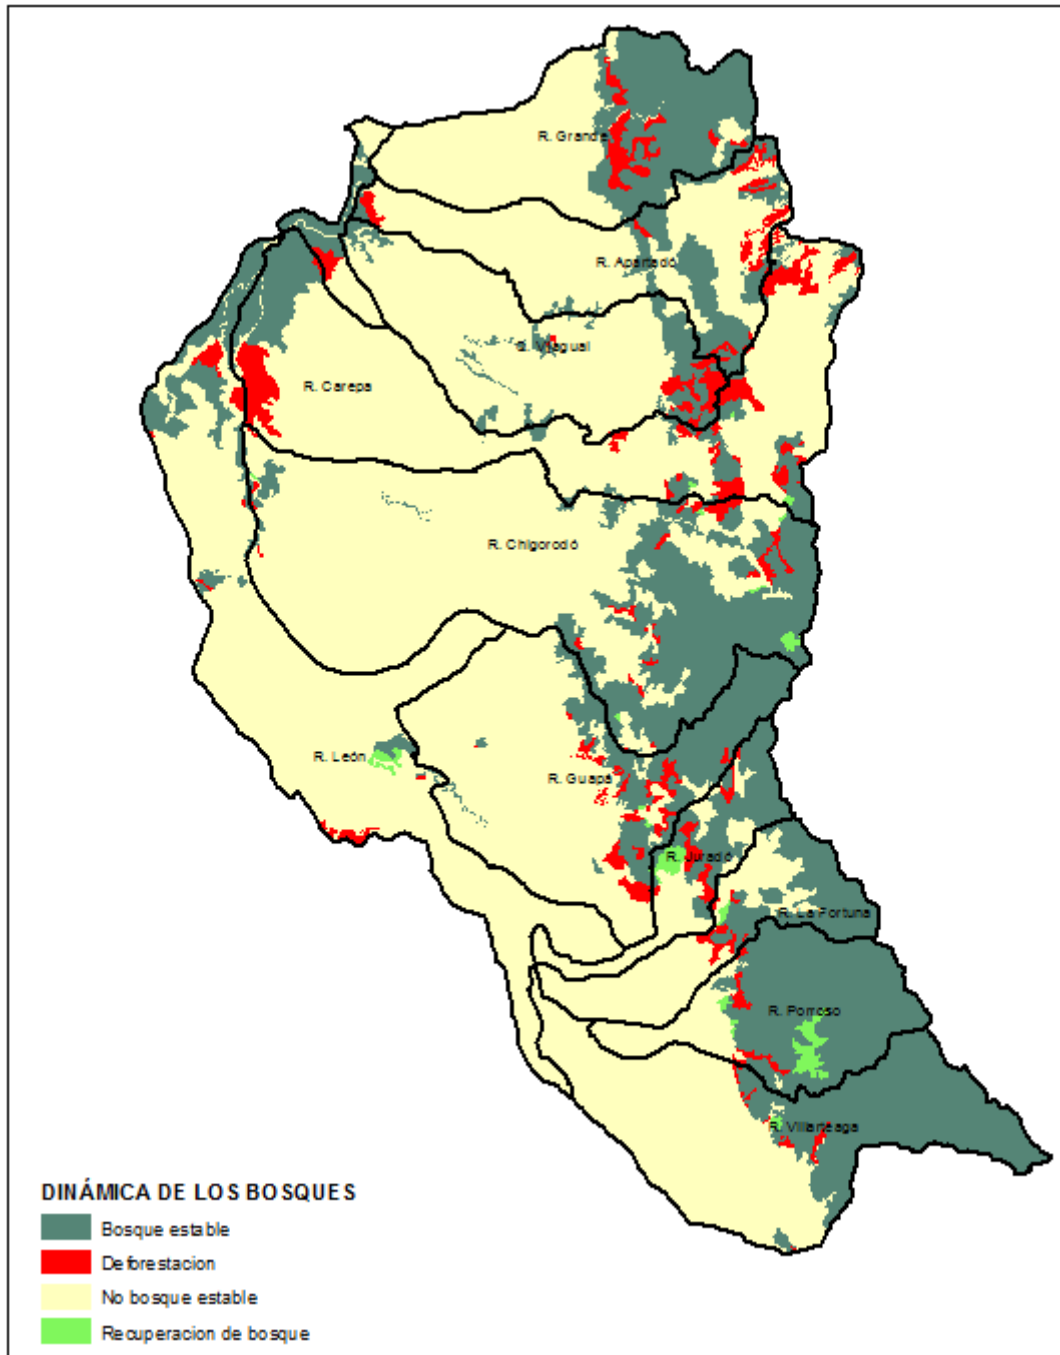 R. Grande
R. Apartadó
R. Vijagual
R. Carepa
R. Chigorodó
R. León
R. Guapá
R. Juradó
R. La Fortuna
R. Porroso
R. Villarteaga
DINÁMICA DE LOS BOSQUES
Bosque estable
Deforestacion
No bosque estable
Recuperacion de bosque